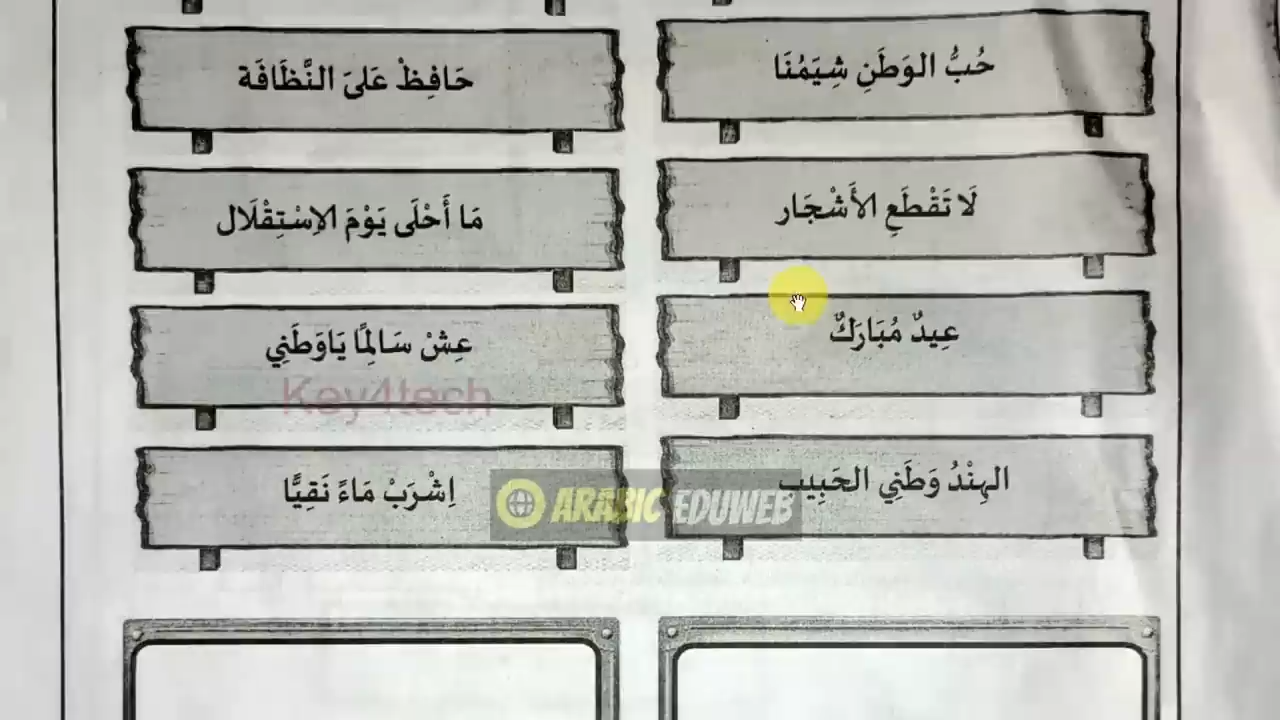 حُبُّ الوَطَنِ شِيَمُنَا
حَافِظْ عَلىَ النَّظَافَة
لَا تَقْطَعِ الأَشْجَار
مَا أَحْلَى يَوْمَ الاِسْتِقْلَال
عِيدٌ مُبَارَكٌ
عِشْ سَالِمًا يَاوَطَنِي
Key4tech
الهِنْدُ وَطَنِي الحَبِيب
اِشْرَبْ مَاءً نَقِيًّا
ARABIC EDUWEB